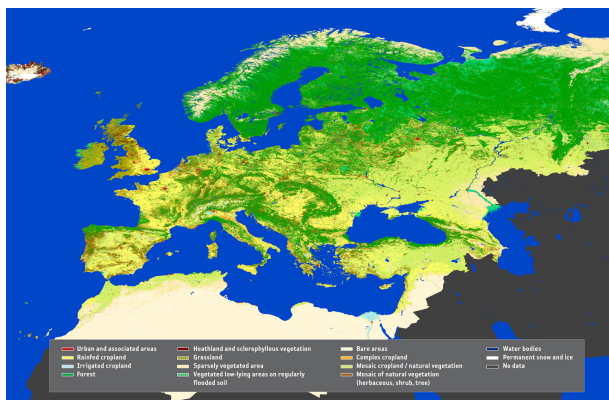 Urban and associated areas
Rainfed cropland
Irrigated cropland
Forest
Heathland and sclerophyllous vegetation
Grassland
Sparsely vegetated area
Vegetated low-lying areas on regularly
flooded soil
Bare areas
Complex cropland
Mosaic cropland / natural vegetation
Mosaic of natural vegetation
(herbaceous, shrub, tree)
Water bodies
Permanent snow and ice
No data